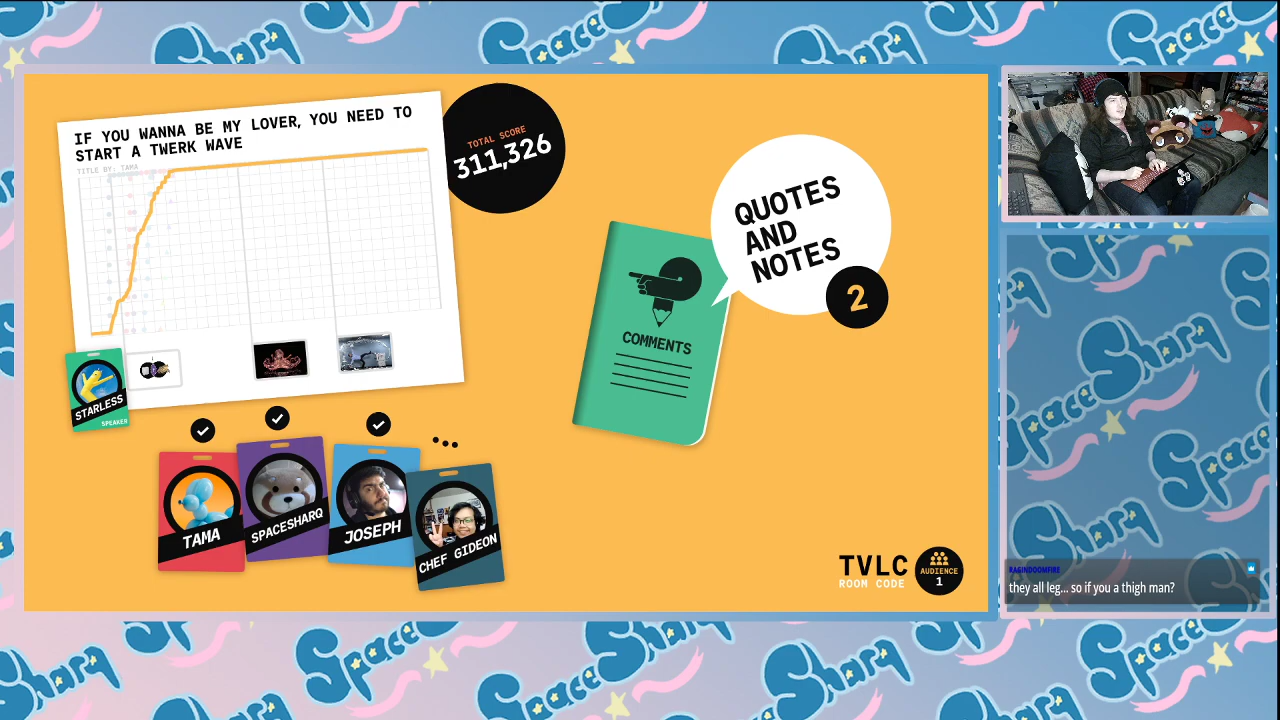 IF YOU WANNA BE MY LOVER, YOU NEED TO
START A TWERK WAVE
TITLE BY: TAMA
TOTAL SCORE
311,326
QUOTES
AND
NOTES
2
COMMENTS
STARLESS
SPEAKER
TAMA
SPACESHARQ
JOSEPH
CHEF GIDEON
TVLC
ROOM CODE
AUDIENCE
1
RAGINDOOMFIRE
they all leg... so if you a thigh man?
SpaceSharq